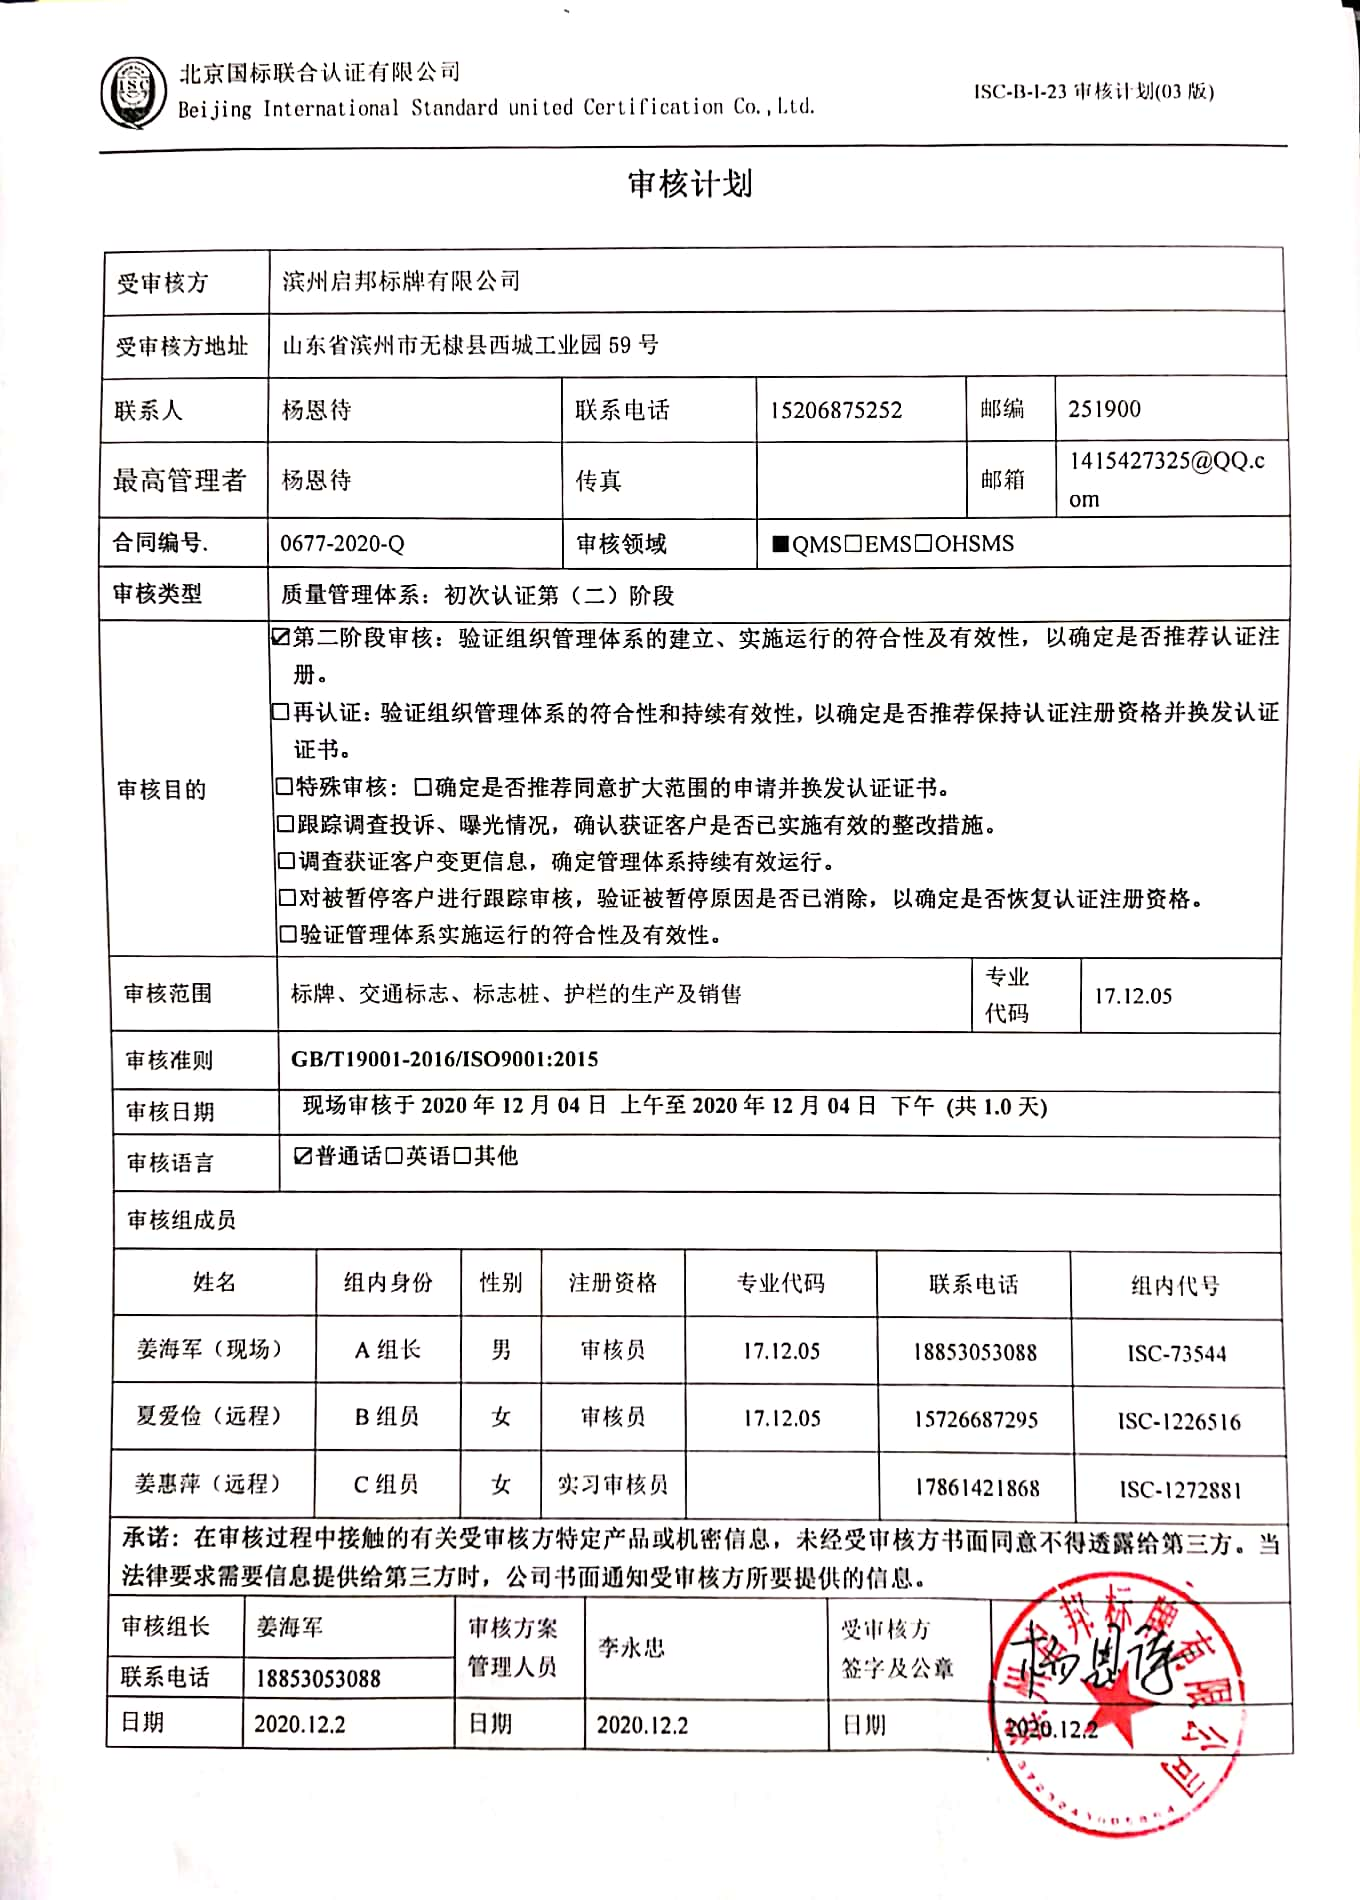 ISC
北京国标联合认证有限公司
Beijing International Standard united Certification Co.,Ltd.
ISC-B-I-23 审核计划(03 版)
审核计划
受审核方 滨州启邦标牌有限公司
受审核方地址 山东省滨州市无棣县西城工业园 59 号
联系人 杨恩待 联系电话 15206875252 邮编 251900
最高管理者 杨恩待 传真 邮箱 1415427325@QQ.c
om
合同编号. 0677-2020-Q 审核领域 ■QMS□EMS□OHSMS
审核类型 质量管理体系：初次认证第（二）阶段
审核目的
☑第二阶段审核：验证组织管理体系的建立、实施运行的符合性及有效性，以确定是否推荐认证注
册。
□再认证：验证组织管理体系的符合性和持续有效性，以确定是否推荐保持认证注册资格并换发认证
证书。
□特殊审核：□确定是否推荐同意扩大范围的申请并换发认证证书。
□跟踪调查投诉、曝光情况，确认获证客户是否已实施有效的整改措施。
□调查获证客户变更信息，确定管理体系持续有效运行。
□对被暂停客户进行跟踪审核，验证被暂停原因是否已消除，以确定是否恢复认证注册资格。
□验证管理体系实施运行的符合性及有效性。
审核范围 标牌、交通标志、标志桩、护栏的生产及销售 专业
代码 17.12.05
审核准则 GB/T19001-2016/ISO9001:2015
审核日期 现场审核于 2020 年 12 月 04 日 上午至 2020 年 12 月 04 日 下午 (共 1.0 天)
审核语言 ☑普通话□英语□其他
审核组成员
姓名 组内身份 性别 注册资格 专业代码 联系电话 组内代号
姜海军（现场） A 组长 男 审核员 17.12.05 18853053088 ISC-73544
夏爱俭（远程） B 组员 女 审核员 17.12.05 15726687295 ISC-1226516
姜惠萍（远程） C 组员 女 实习审核员 17861421868 ISC-1272881
承诺：在审核过程中接触的有关受审核方特定产品或机密信息，未经受审核方书面同意不得透露给第三方。当
法律要求需要信息提供给第三方时，公司书面通知受审核方所要提供的信息。
审核组长 姜海军 审核方案
管理人员 李永忠 受审核方
签字及公章 杨恩待
联系电话 18853053088
日期 2020.12.2 日期 2020.12.2 日期 2020.12.2
滨州启邦标牌有限公司